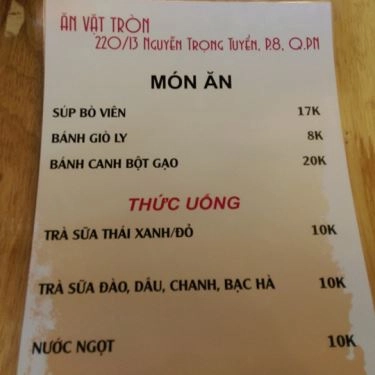 ĂN VẶT TRÒN
220/13 NGUYỄN TRỌNG TUYỂN, P.8, Q.PN
MÓN ĂN
SÚP BÒ VIÊN 17K
BÁNH GIÒ LY 8K
BÁNH CANH BỘT GẠO 20K
THỨC UỐNG
TRÀ SỮA THÁI XANH/ĐỎ 10K
TRÀ SỮA ĐÀO, DÂU, CHANH, BẠC HÀ 10K
NƯỚC NGỌT 10K